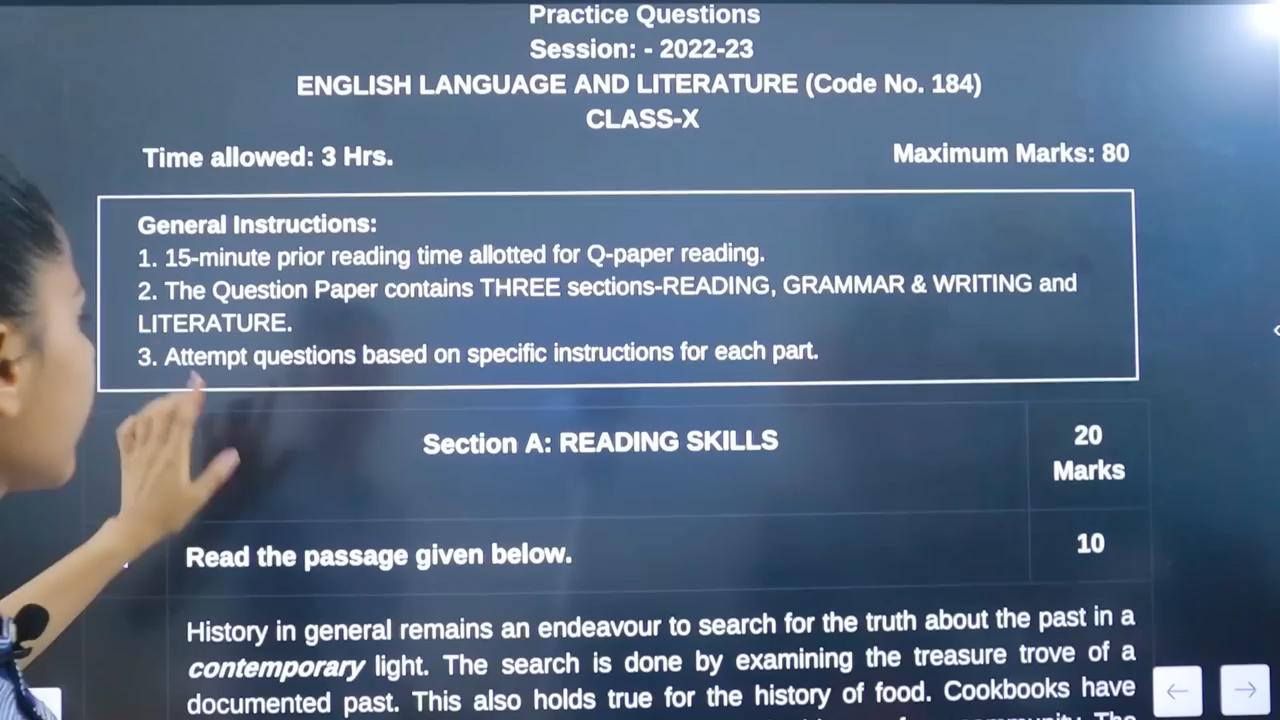 Practice Questions
Session: - 2022-23
ENGLISH LANGUAGE AND LITERATURE (Code No. 184)
CLASS-X
Time allowed: 3 Hrs. Maximum Marks: 80
General Instructions:
1. 15-minute prior reading time allotted for Q-paper reading.
2. The Question Paper contains THREE sections-READING, GRAMMAR & WRITING and
LITERATURE.
3. Attempt questions based on specific instructions for each part.
Section A: READING SKILLS 20
Marks
Read the passage given below. 10
History in general remains an endeavour to search for the truth about the past in a
contemporary light. The search is done by examining the treasure trove of a
documented past. This also holds true for the history of food. Cookbooks have